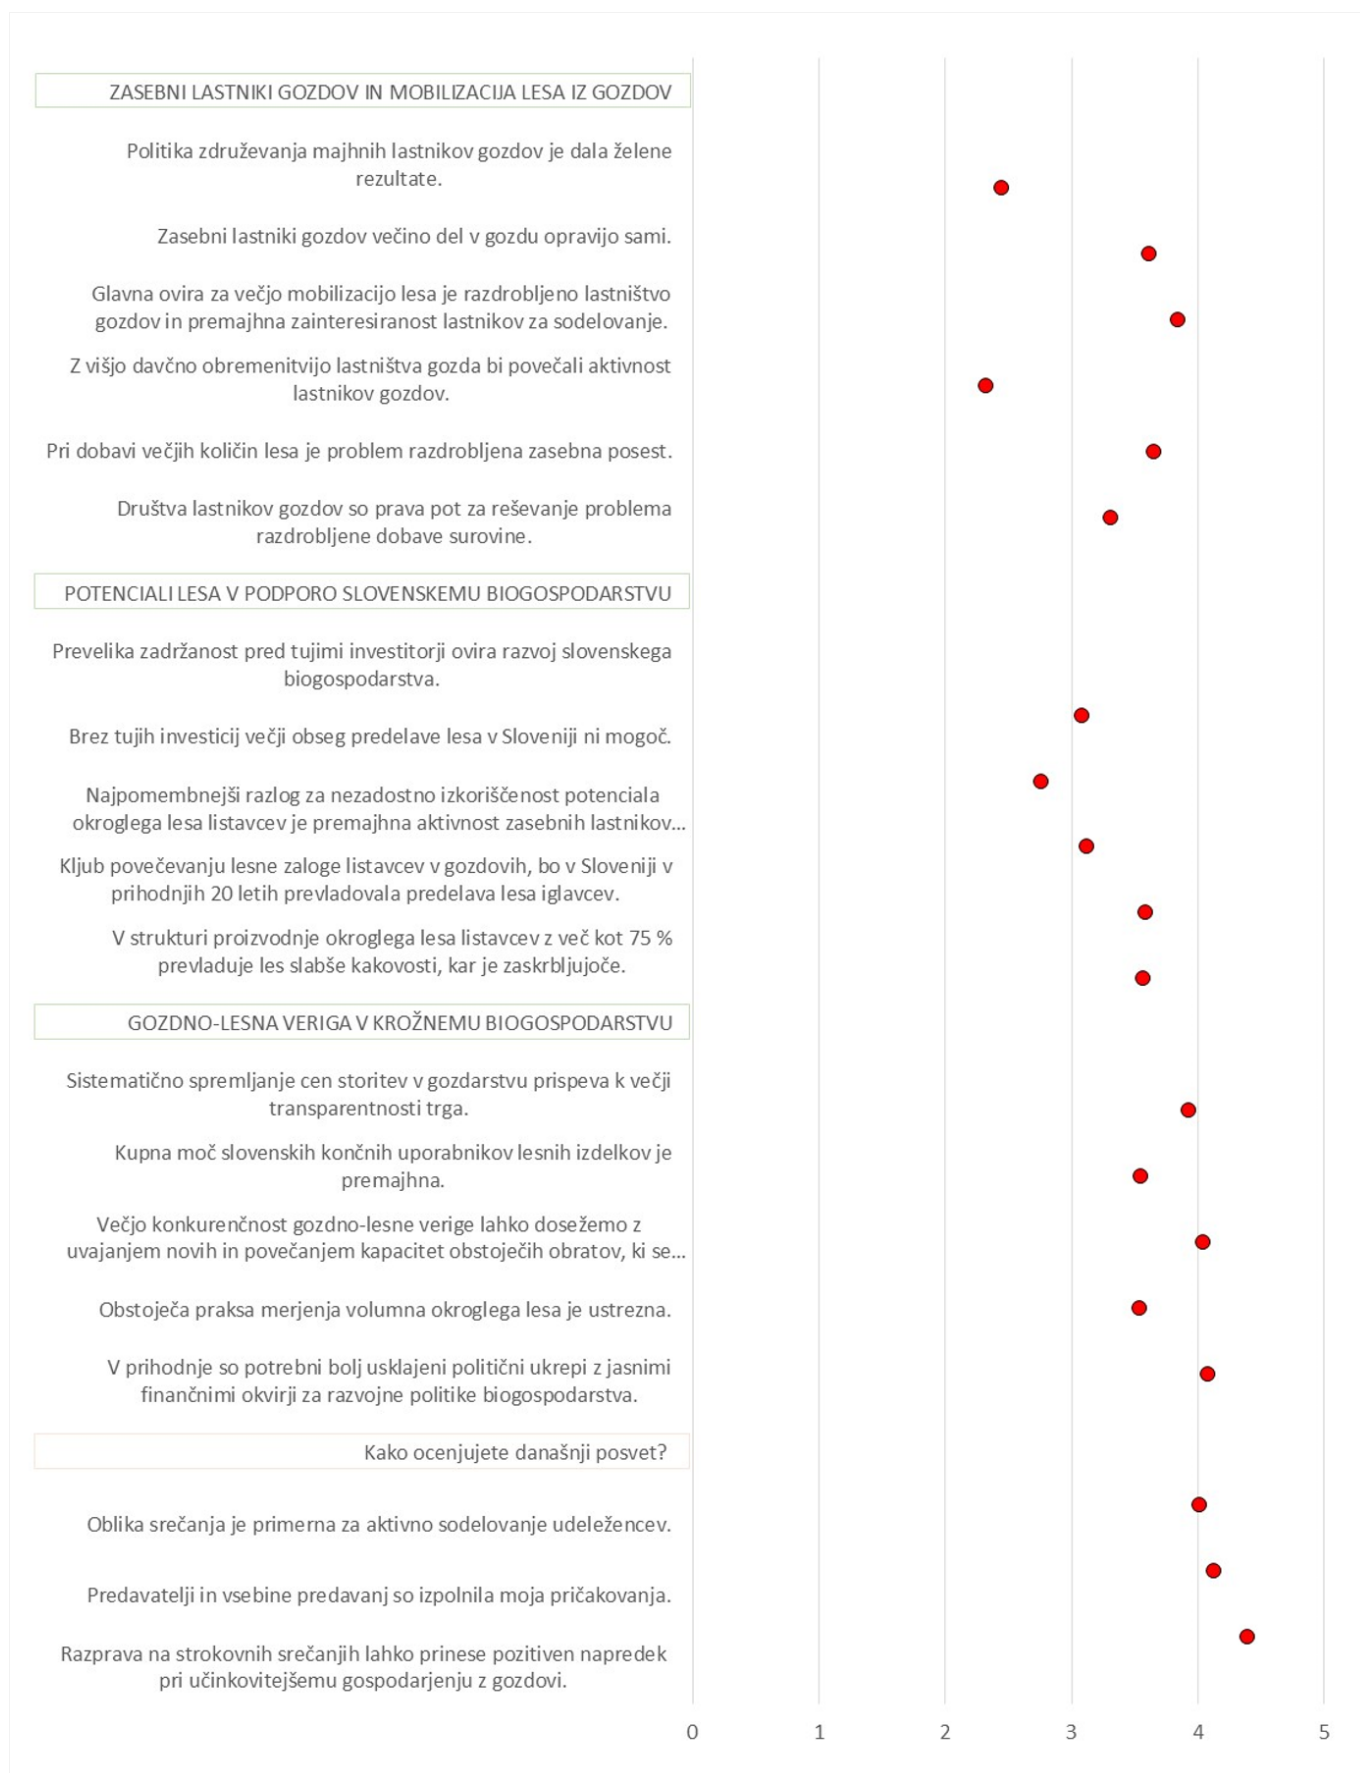 ZASEBNI LASTNIKI GOZDOV IN MOBILIZACIJA LESA IZ GOZDOV
Politika združevanja majhnih lastnikov gozdov je dala želene
rezultate.
Zasebni lastniki gozdov večino del v gozdu opravijo sami.
Glavna ovira za večjo mobilizacijo lesa je razdrobljeno lastništvo
gozdov in premajhna zainteresiranost lastnikov za sodelovanje.
Z višjo davčno obremenitvijo lastništva gozda bi povečali aktivnost
lastnikov gozdov.
Pri dobavi večjih količin lesa je problem razdrobljena zasebna posest.
Društva lastnikov gozdov so prava pot za reševanje problema
razdrobljene dobave surovine.
POTENCIALI LESA V PODPORO SLOVENSKEMU BIOGOSPODARSTVU
Prevelika zadržanost pred tujimi investitorji ovira razvoj slovenskega
biogospodarstva.
Brez tujih investicij večji obseg predelave lesa v Sloveniji ni mogoč.
Najpomembnejši razlog za nezadostno izkoriščenost potenciala
okroglega lesa listavcev je premajhna aktivnost zasebnih lastnikov...
Kljub povečevanju lesne zaloge listavcev v gozdovih, bo v Sloveniji v
prihodnjih 20 letih prevladovala predelava lesa iglavcev.
V strukturi proizvodnje okroglega lesa listavcev z več kot 75 %
prevladuje les slabše kakovosti, kar je zaskrbljujoče.
GOZDNO-LESNA VERIGA V KROŽNEMU BIOGOSPODARSTVU
Sistematično spremljanje cen storitev v gozdarstvu prispeva k večji
transparentnosti trga.
Kupna moč slovenskih končnih uporabnikov lesnih izdelkov je
premajhna.
Večjo konkurenčnost gozdno-lesne verige lahko dosežemo z
uvajanjem novih in povečanjem kapacitet obstoječih obratov, ki se...
Obstoječa praksa merjenja volumna okroglega lesa je ustrezna.
V prihodnje so potrebni bolj usklajeni politični ukrepi z jasnimi
finančnimi okvirji za razvojne politike biogospodarstva.
Kako ocenjujete današnji posvet?
Oblika srečanja je primerna za aktivno sodelovanje udeležencev.
Predavatelji in vsebine predavanj so izpolnila moja pričakovanja.
Razprava na strokovnih srečanjih lahko prinese pozitiven napredek
pri učinkovitejšemu gospodarjenju z gozdovi.
0 1 2 3 4 5